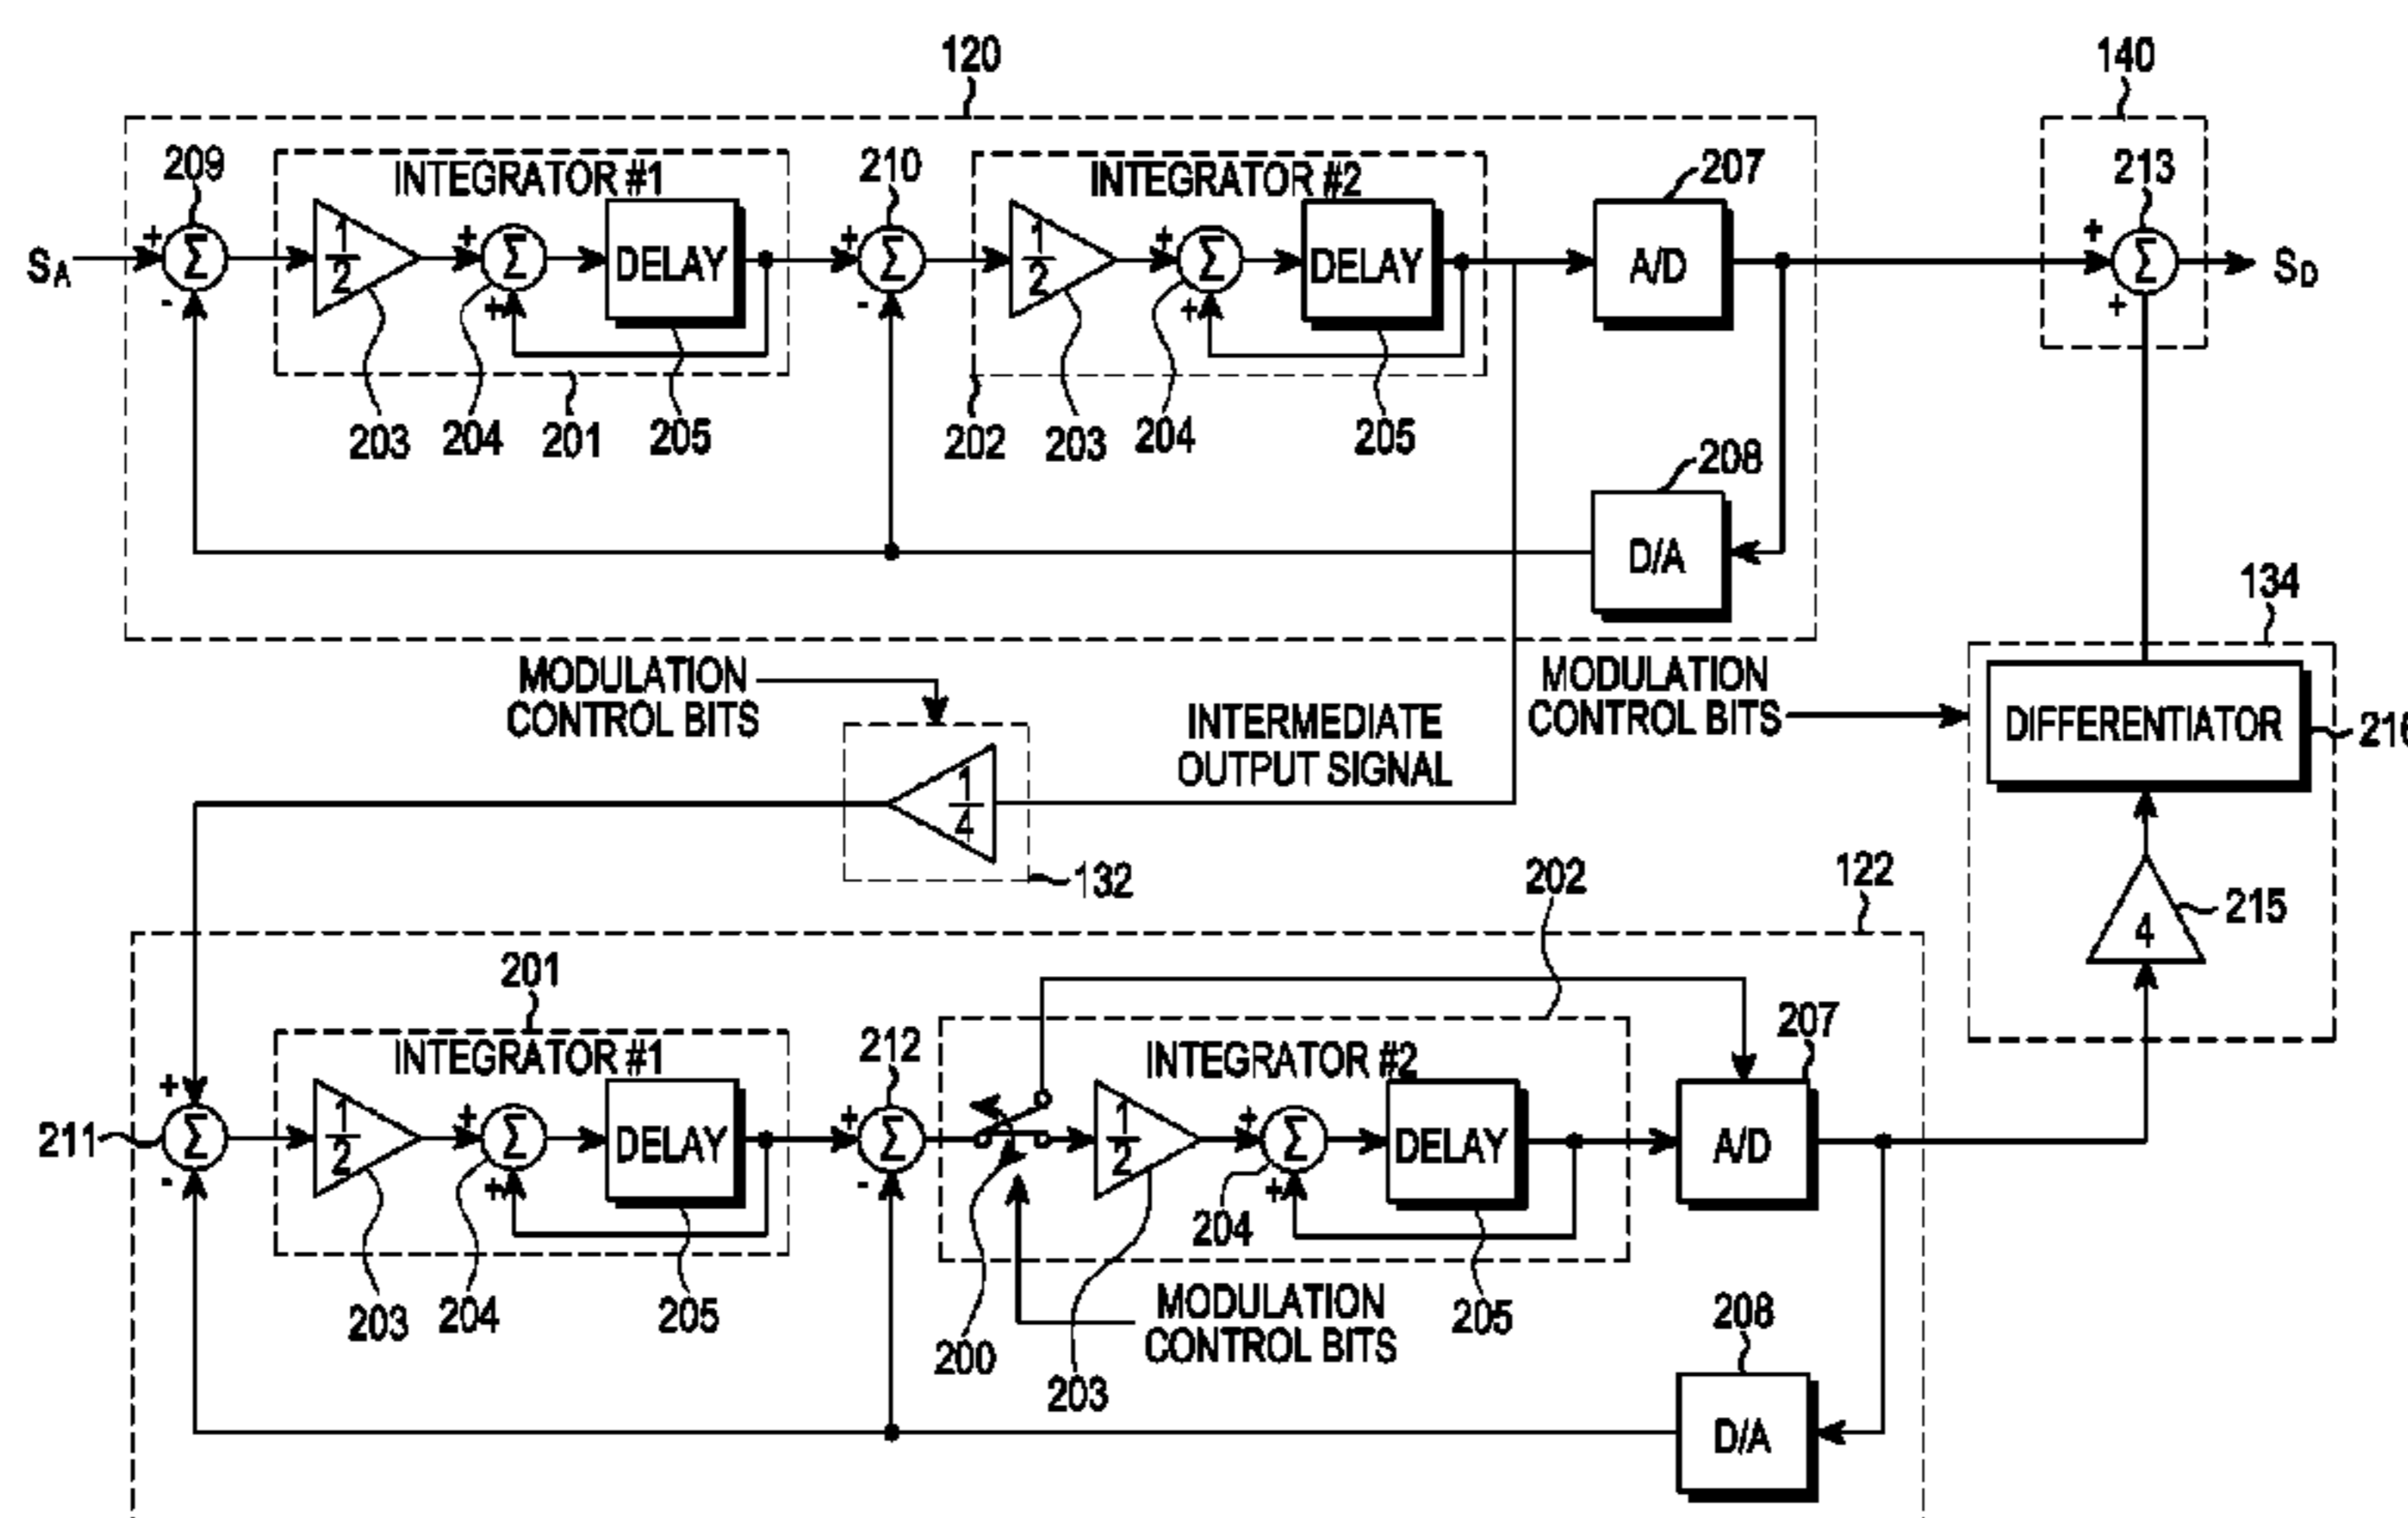 120
140
209
INTEGRATOR #1
210
INTEGRATOR #2
207
213
S_A
+
Σ
-
1/2
+
Σ
+
DELAY
+
Σ
-
1/2
+
Σ
+
DELAY
A/D
+
Σ
+
S_D
203
204
201
205
202
203
204
205
208
D/A
134
MODULATION
CONTROL BITS
INTERMEDIATE
OUTPUT SIGNAL
MODULATION
CONTROL BITS
DIFFERENTIATOR
1/4
132
202
122
4
215
201
INTEGRATOR #1
212
INTEGRATOR #2
207
211
+
Σ
-
1/2
+
Σ
+
DELAY
+
Σ
-
1/2
+
Σ
+
DELAY
A/D
204
203
204
205
200
203
MODULATION
CONTROL BITS
205
208
D/A